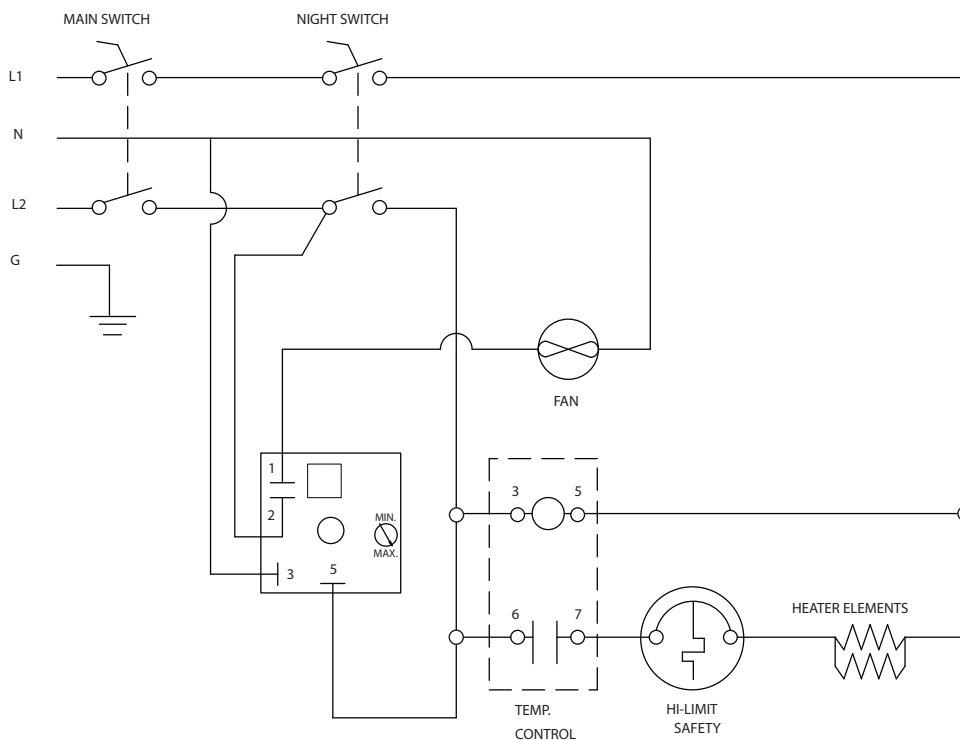 MAIN SWITCH
NIGHT SWITCH
L1
N
L2
G
FAN
1
2
MIN.
MAX.
3
5
3
5
6
7
HEATER ELEMENTS
TEMP.
CONTROL
HI-LIMIT
SAFETY